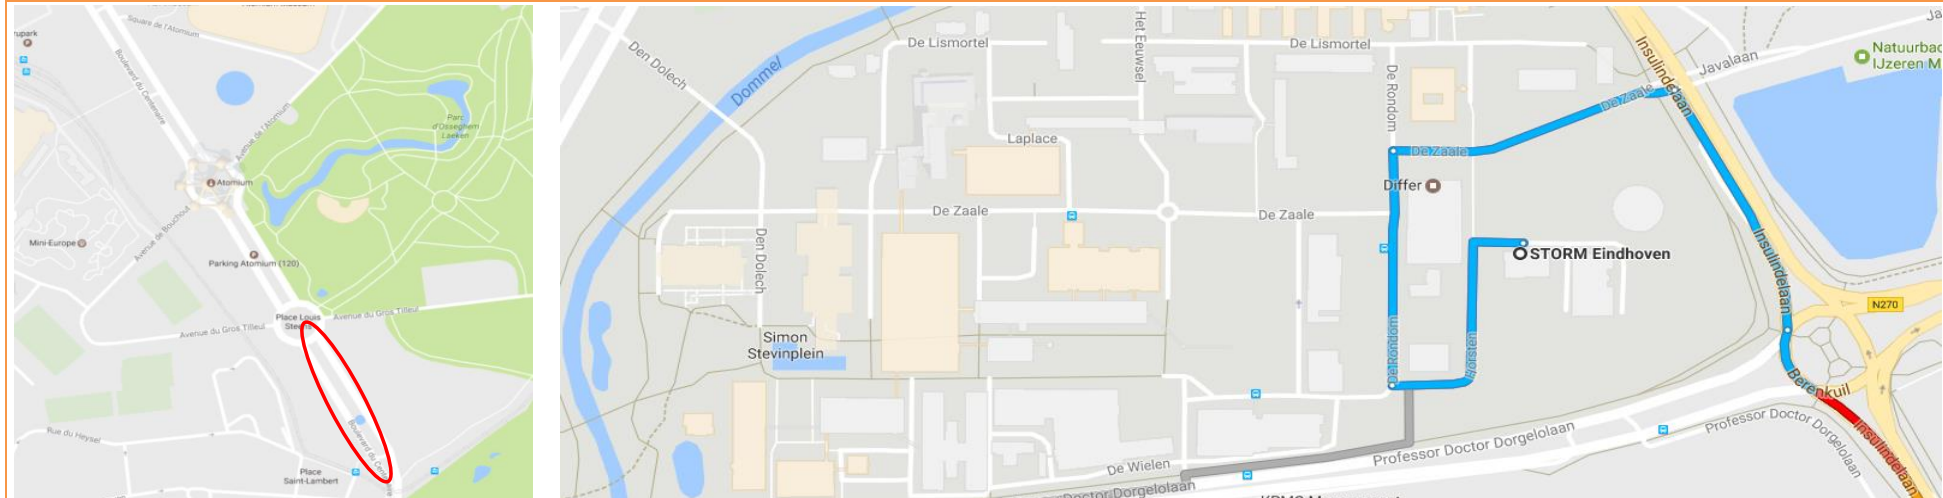 Square de l'Atomium
Boulevard du Centenaire
Avenue de l'Atomium
Parc
d'Osseghem
Laeken
Atomium
Avenue de Bouchout
Mini-Europe
Parking Atomium (120)
Place Louis
Steens
Avenue du Gros Tilleul
Avenue du Gros Tilleul
Rue du Heysel
Boulevard du Centenaire
Place
Saint-Lambert
Den Dolech
Dommel
De Lismortel
Het Eeuwsel
De Lismortel
Insulindelaan
Javalaan
Natuurbad
IJzeren M
De Rondom
De Zaale
Laplace
De Zaale
Differ
De Zaale
De Zaale
Den Dolech
Insulindelaan
STORM Eindhoven
N270
Simon
Stevinplein
De Rondom
Horsten
Berenkuil
Insulindelaan
Professor Doctor Dorgelolaan
Professor Doctor Dorgelolaan
De Wielen
Doctor Dorgelolaan